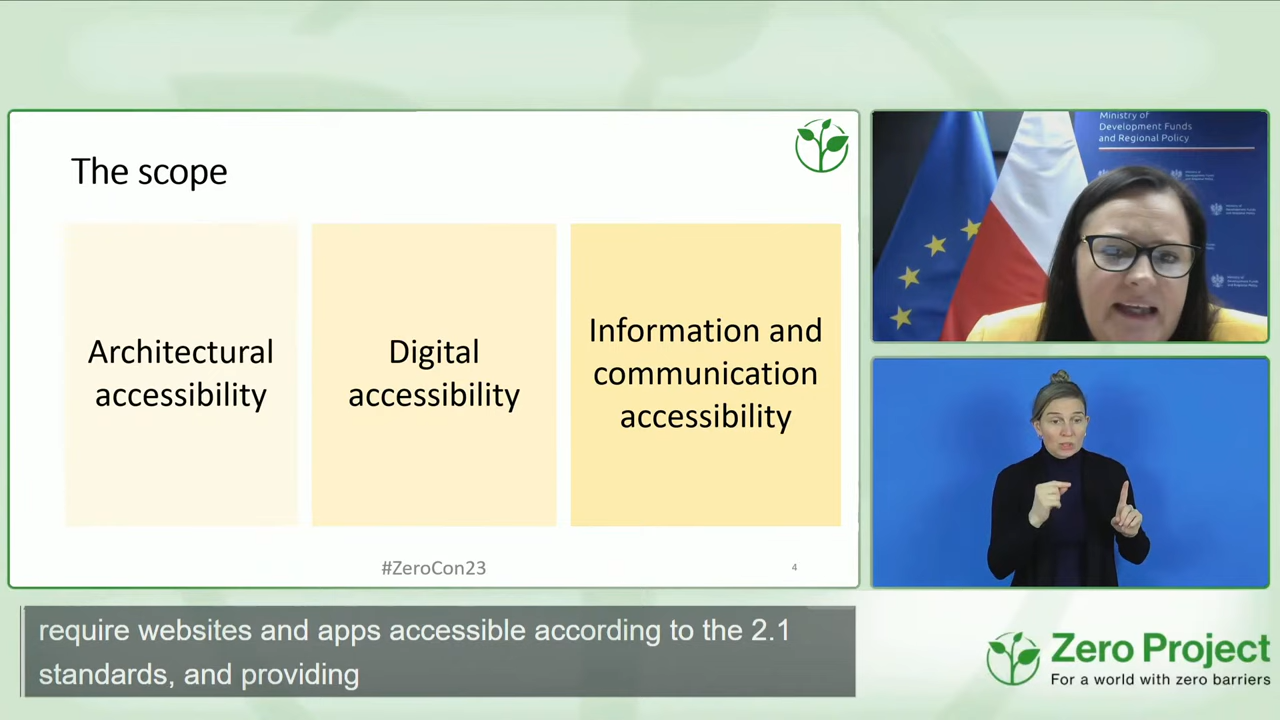 The scope
Architectural
accessibility
Digital
accessibility
Information and
communication
accessibility
#ZeroCon23
4
Ministry of
Development Funds
and Regional Policy
require websites and apps accessible according to the 2.1
standards, and providing
Zero Project
For a world with zero barriers